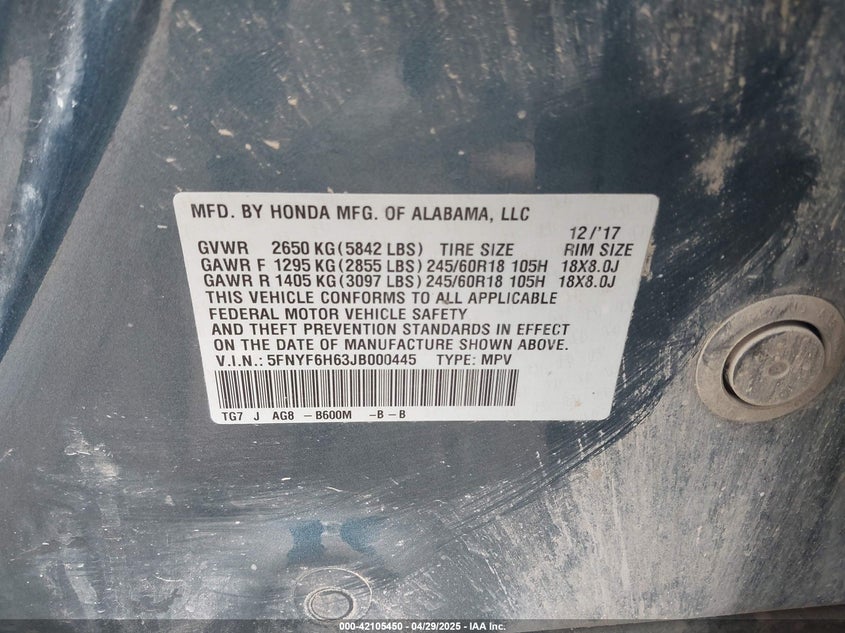 MFD. BY HONDA MFG. OF ALABAMA, LLC
12/'17
GVWR 2650 KG (5842 LBS) TIRE SIZE RIM SIZE
GAWR F 1295 KG (2855 LBS) 245/60R18 105H 18X8.0J
GAWR R 1405 KG (3097 LBS) 245/60R18 105H 18X8.0J
THIS VEHICLE CONFORMS TO ALL APPLICABLE
FEDERAL MOTOR VEHICLE SAFETY
AND THEFT PREVENTION STANDARDS IN EFFECT
ON THE DATE OF MANUFACTURE SHOWN ABOVE.
V.I.N.: 5FNYF6H63JB000445 TYPE: MPV
TG7 J AG8 -B600M -B-B
000-42105450 - 04/29/2025 - IAA Inc.